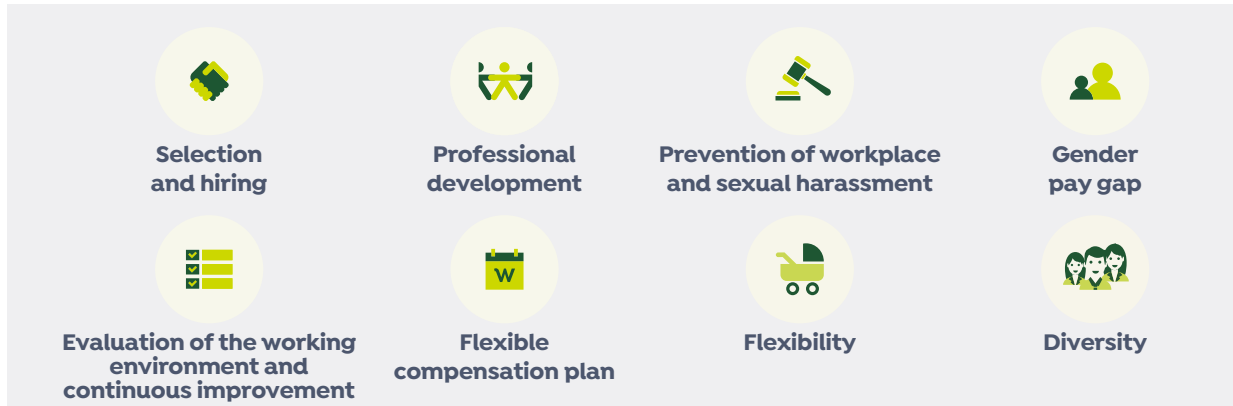 Selection
and hiring
Professional
development
Prevention of workplace
and sexual harassment
Gender
pay gap
W
Evaluation of the working
environment and
continuous improvement
Flexible
compensation plan
Flexibility
Diversity